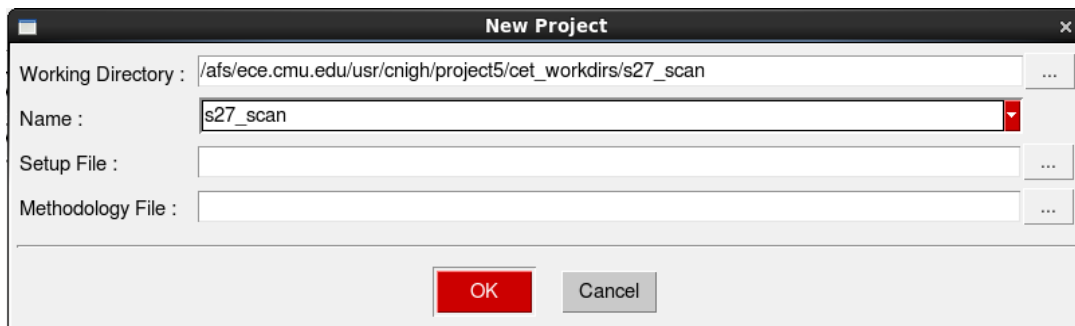 New Project
Working Directory : /afs/ece.cmu.edu/usr/cnigh/project5/cet_workdirs/s27_scan ...
Name : s27_scan
Setup File : ...
Methodology File : ...
OK Cancel